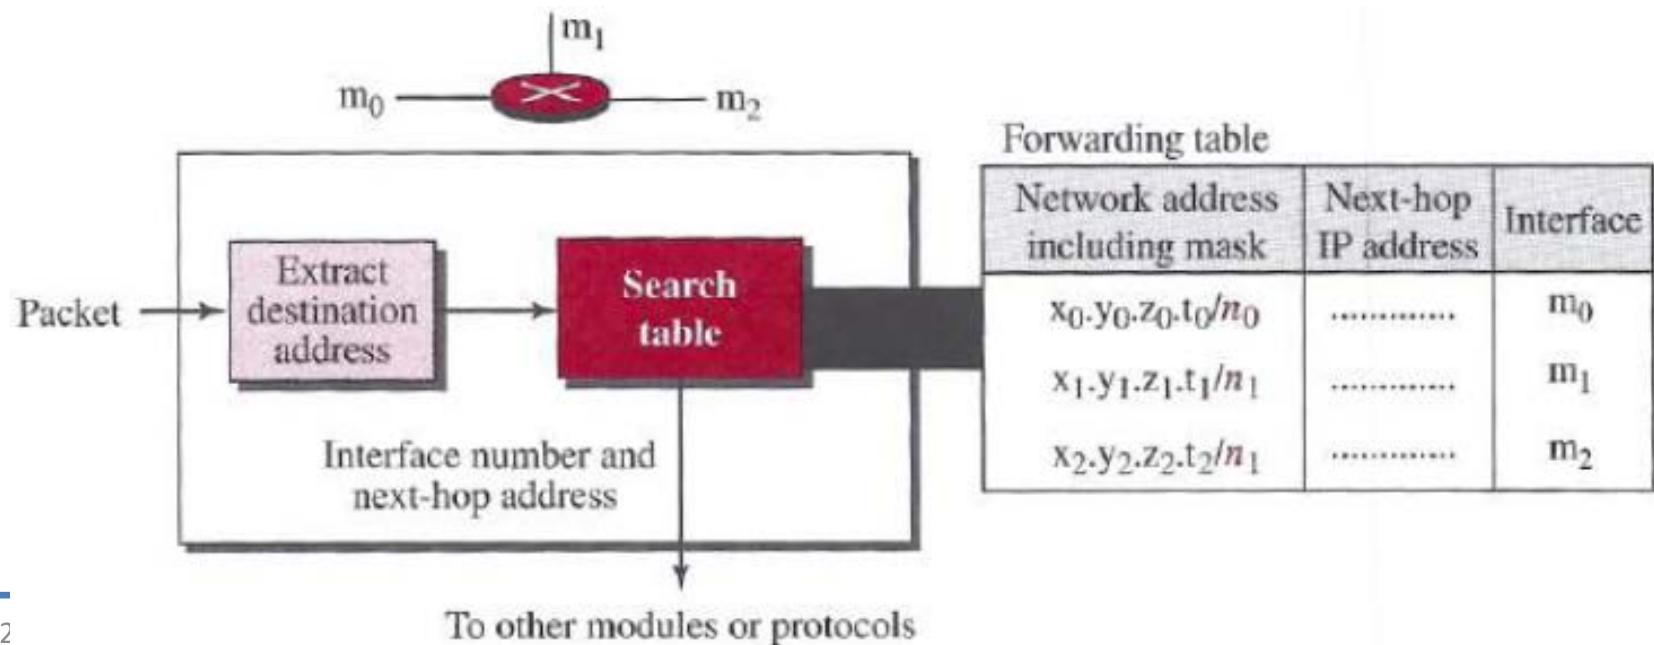 m₁
m₀
m₂
Forwarding table
Network address
including mask
Next-hop
IP address
Interface
Packet
Extract
destination
address
Search
table
x₀.y₀.z₀.t₀/n₀
.............
m₀
x₁.y₁.z₁.t₁/n₁
.............
m₁
x₂.y₂.z₂.t₂/n₁
.............
m₂
Interface number and
next-hop address
To other modules or protocols
2